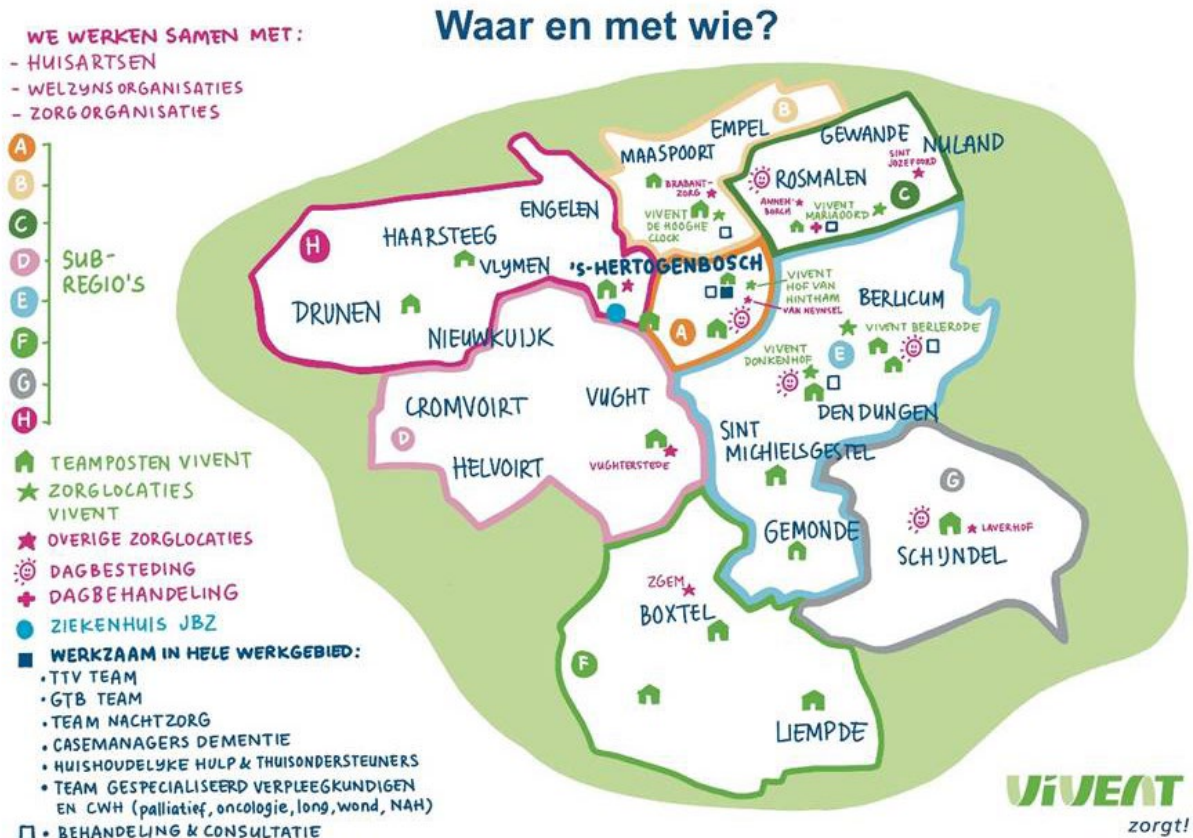 Waar en met wie?
WE WERKEN SAMEN MET:
- HUISARTSEN
- WELZIJNSORGANISATIES
- ZORGORGANISATIES
A
B
C
D
E
F
G
H
SUB-
REGIO'S
TEAMPOSTEN VIVENT
ZORGLOCATIES
VIVENT
OVERIGE ZORGLOCATIES
DAGBESTEDING
DAGBEHANDELING
ZIEKENHUIS JBZ
WERKZAAM IN HELE WERKGEBIED:
• TTV TEAM
• GTB TEAM
• TEAM NACHTZORG
• CASEMANAGERS DEMENTIE
• HUISHOUDELIJKE HULP & THUISONDERSTEUNERS
• TEAM GESPECIALISEERD VERPLEEGKUNDIGEN
EN CWH (palliatief, oncologie, long, wond, NAH)
• BEHANDELING & CONSULTATIE
B
EMPEL
MAASPOORT
BRABANT-
ZORG
VIVENT
DE HOOGHE
CLOCK
GEWANDE
NULAND
SINT
JOZEFOORD
ROSMALEN
ANNEN-
BORCH
VIVENT
MARIAOORD
C
ENGELEN
H
HAARSTEEG
VLIJMEN
DRUNEN
NIEUWKUIJK
'S-HERTOGENBOSCH
A
VIVENT
HOF VAN
HINTHAM
VAN NEYNSEL
BERLICUM
VIVENT BERLERODE
E
VIVENT
DONKENHOF
DEN DUNGEN
SINT
MICHIELSGESTEL
GEMONDE
CROMVOIRT
VUGHT
D
HELVOIRT
VUGHTERSTEDE
G
LAVERHOF
SCHIJNDEL
ZGEM
BOXTEL
F
LIEMPDE
VIVENT
zorgt!